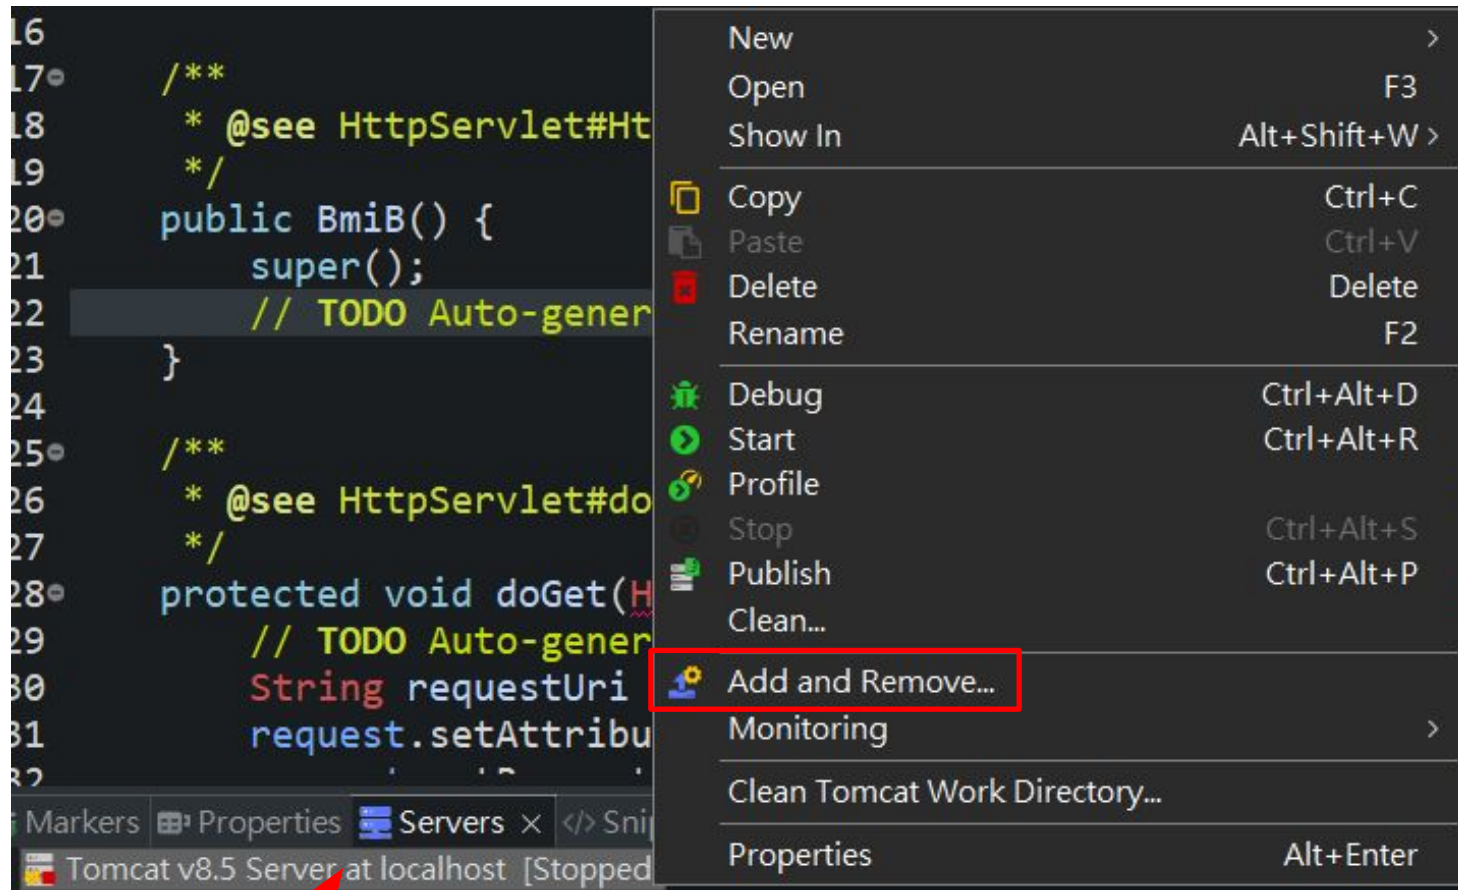 16
17 /**
18 * @see HttpServlet#Ht
19 */
20 public BmiB() {
21 super();
22 // TODO Auto-gener
23 }
24
25 /**
26 * @see HttpServlet#do
27 */
28 protected void doGet(H
29 // TODO Auto-gener
30 String requestUri
31 request.setAttribu
32
Markers Properties Servers × </> Snip
Tomcat v8.5 Server at localhost [Stopped
New >
Open F3
Show In Alt+Shift+W >
Copy Ctrl+C
Paste Ctrl+V
Delete Delete
Rename F2
Debug Ctrl+Alt+D
Start Ctrl+Alt+R
Profile
Stop Ctrl+Alt+S
Publish Ctrl+Alt+P
Clean...
Add and Remove...
Monitoring >
Clean Tomcat Work Directory...
Properties Alt+Enter